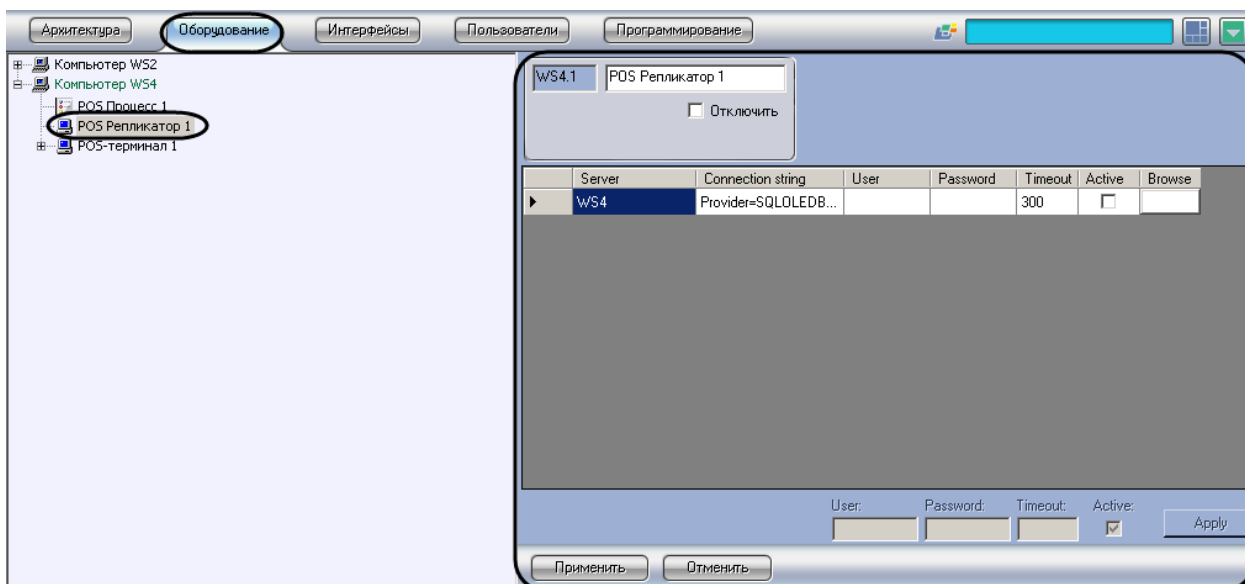 Архитектура Оборудование Интерфейсы Пользователи Программирование
Компьютер WS2
Компьютер WS4
POS Процесс 1
POS Репликатор 1
POS-терминал 1
WS4.1 POS Репликатор 1
Отключить
Server Connection string User Password Timeout Active Browse
WS4 Provider=SQLOLEDB... 300
User: Password: Timeout: Active:
Apply
Применить Отменить